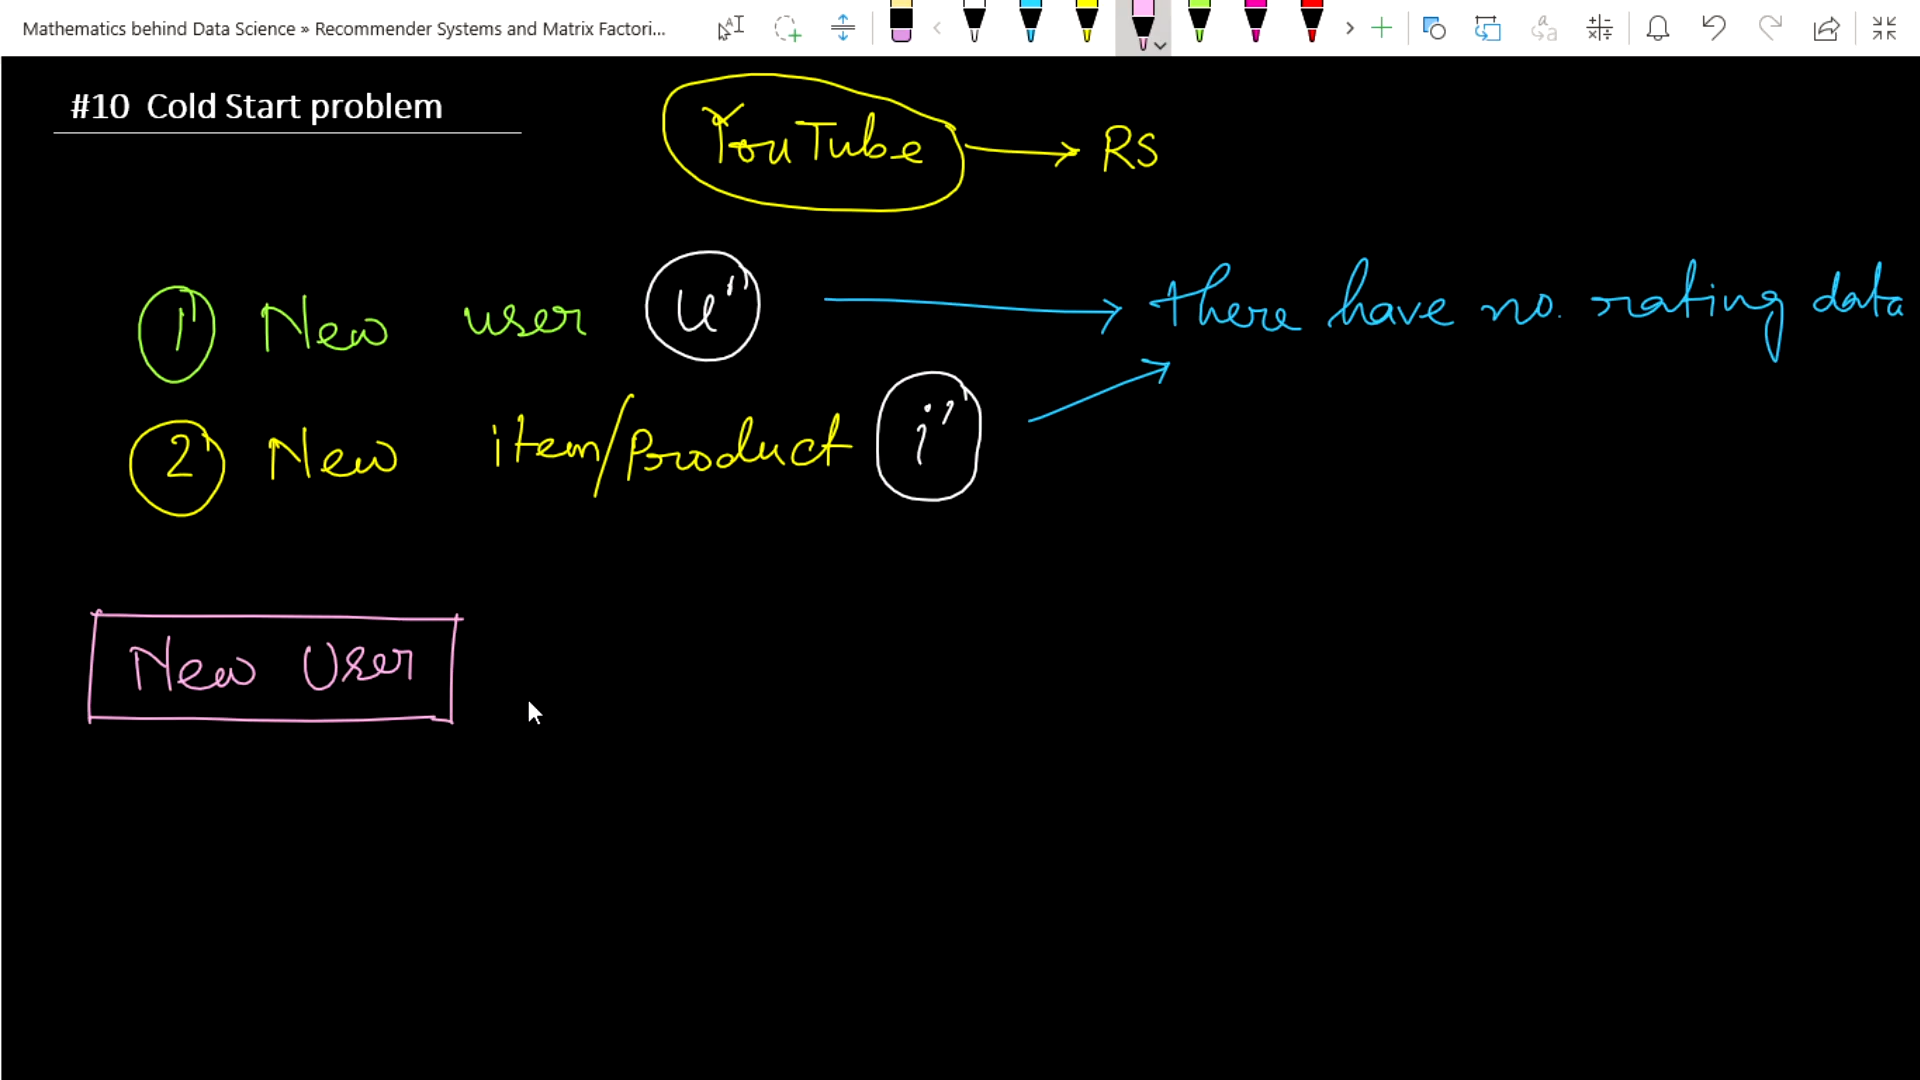 Mathematics behind Data Science » Recommender Systems and Matrix Factori...
#10 Cold Start problem
YouTube → RS
1 New user u" → there have no. rating data
2 New item/Product i'
New User